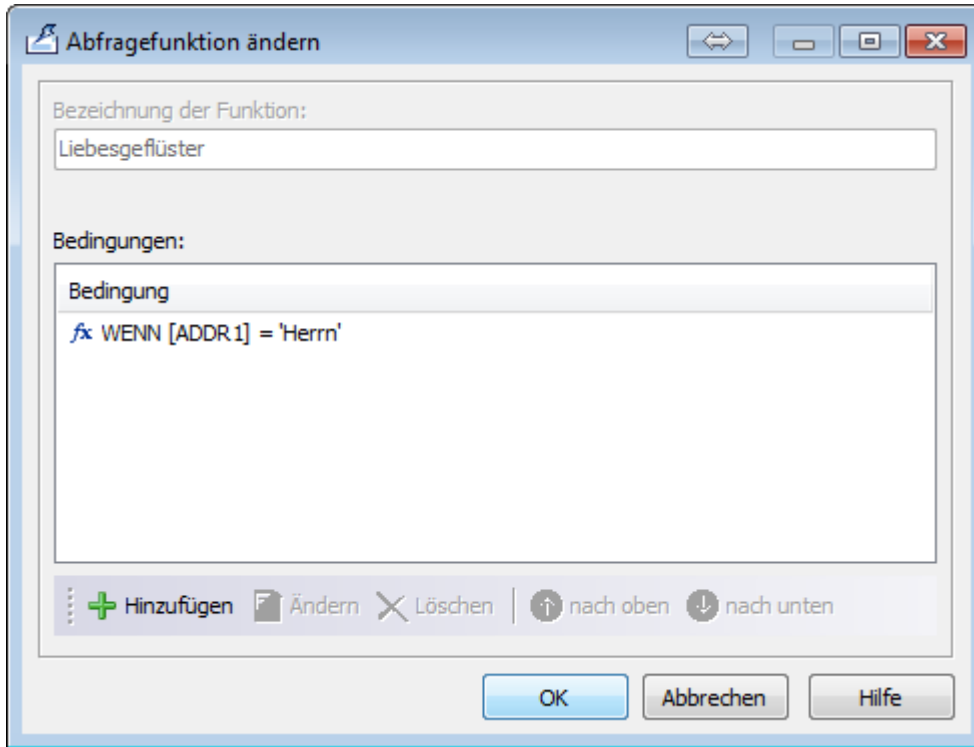 Abfragefunktion ändern
Bezeichnung der Funktion:
Liebesgeflüster
Bedingungen:
Bedingung
fx WENN [ADDR1] = 'Herrn'
Hinzufügen Ändern Löschen nach oben nach unten
OK Abbrechen Hilfe